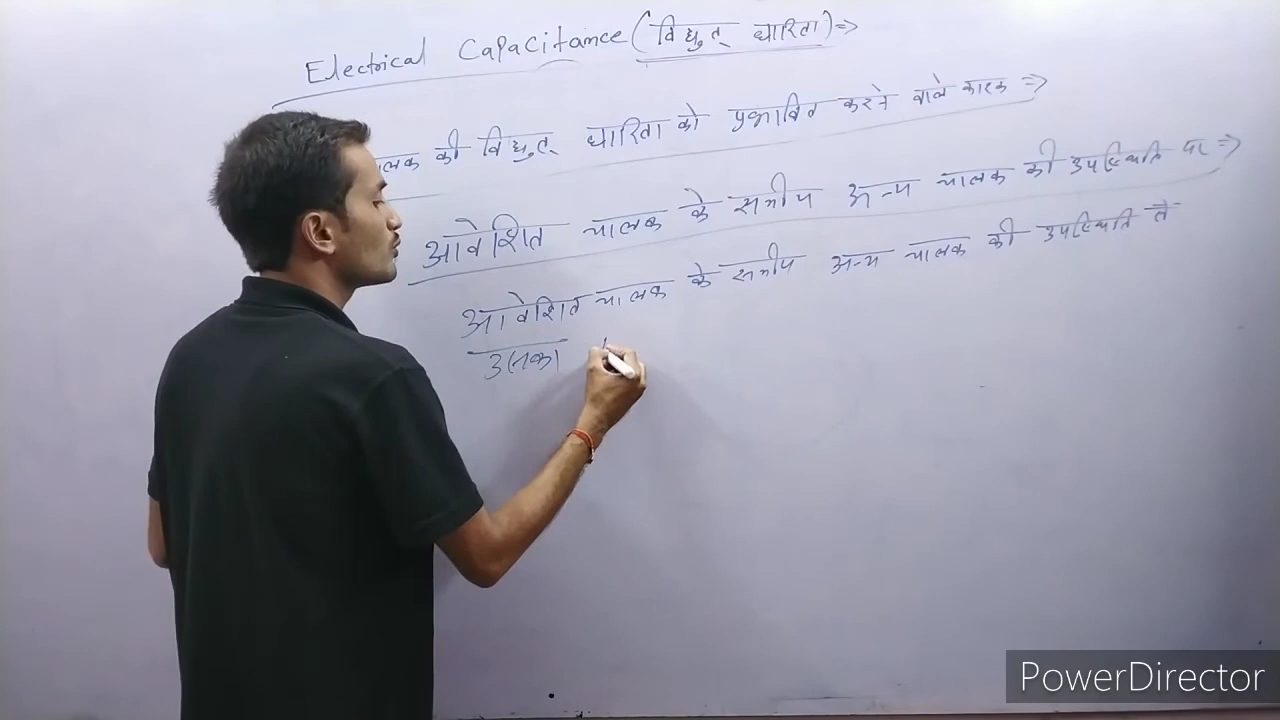 Electrical Capacitance (विद्युत् धारिता) ⇒
चालक की विद्युत् धारिता को प्रभावित करने वाले कारक ⇒
आवेशित चालक के समीप अन्य चालक की उपस्थिति पर ⇒
आवेशित चालक के समीप अन्य चालक की उपस्थिति से
उसका
PowerDirector